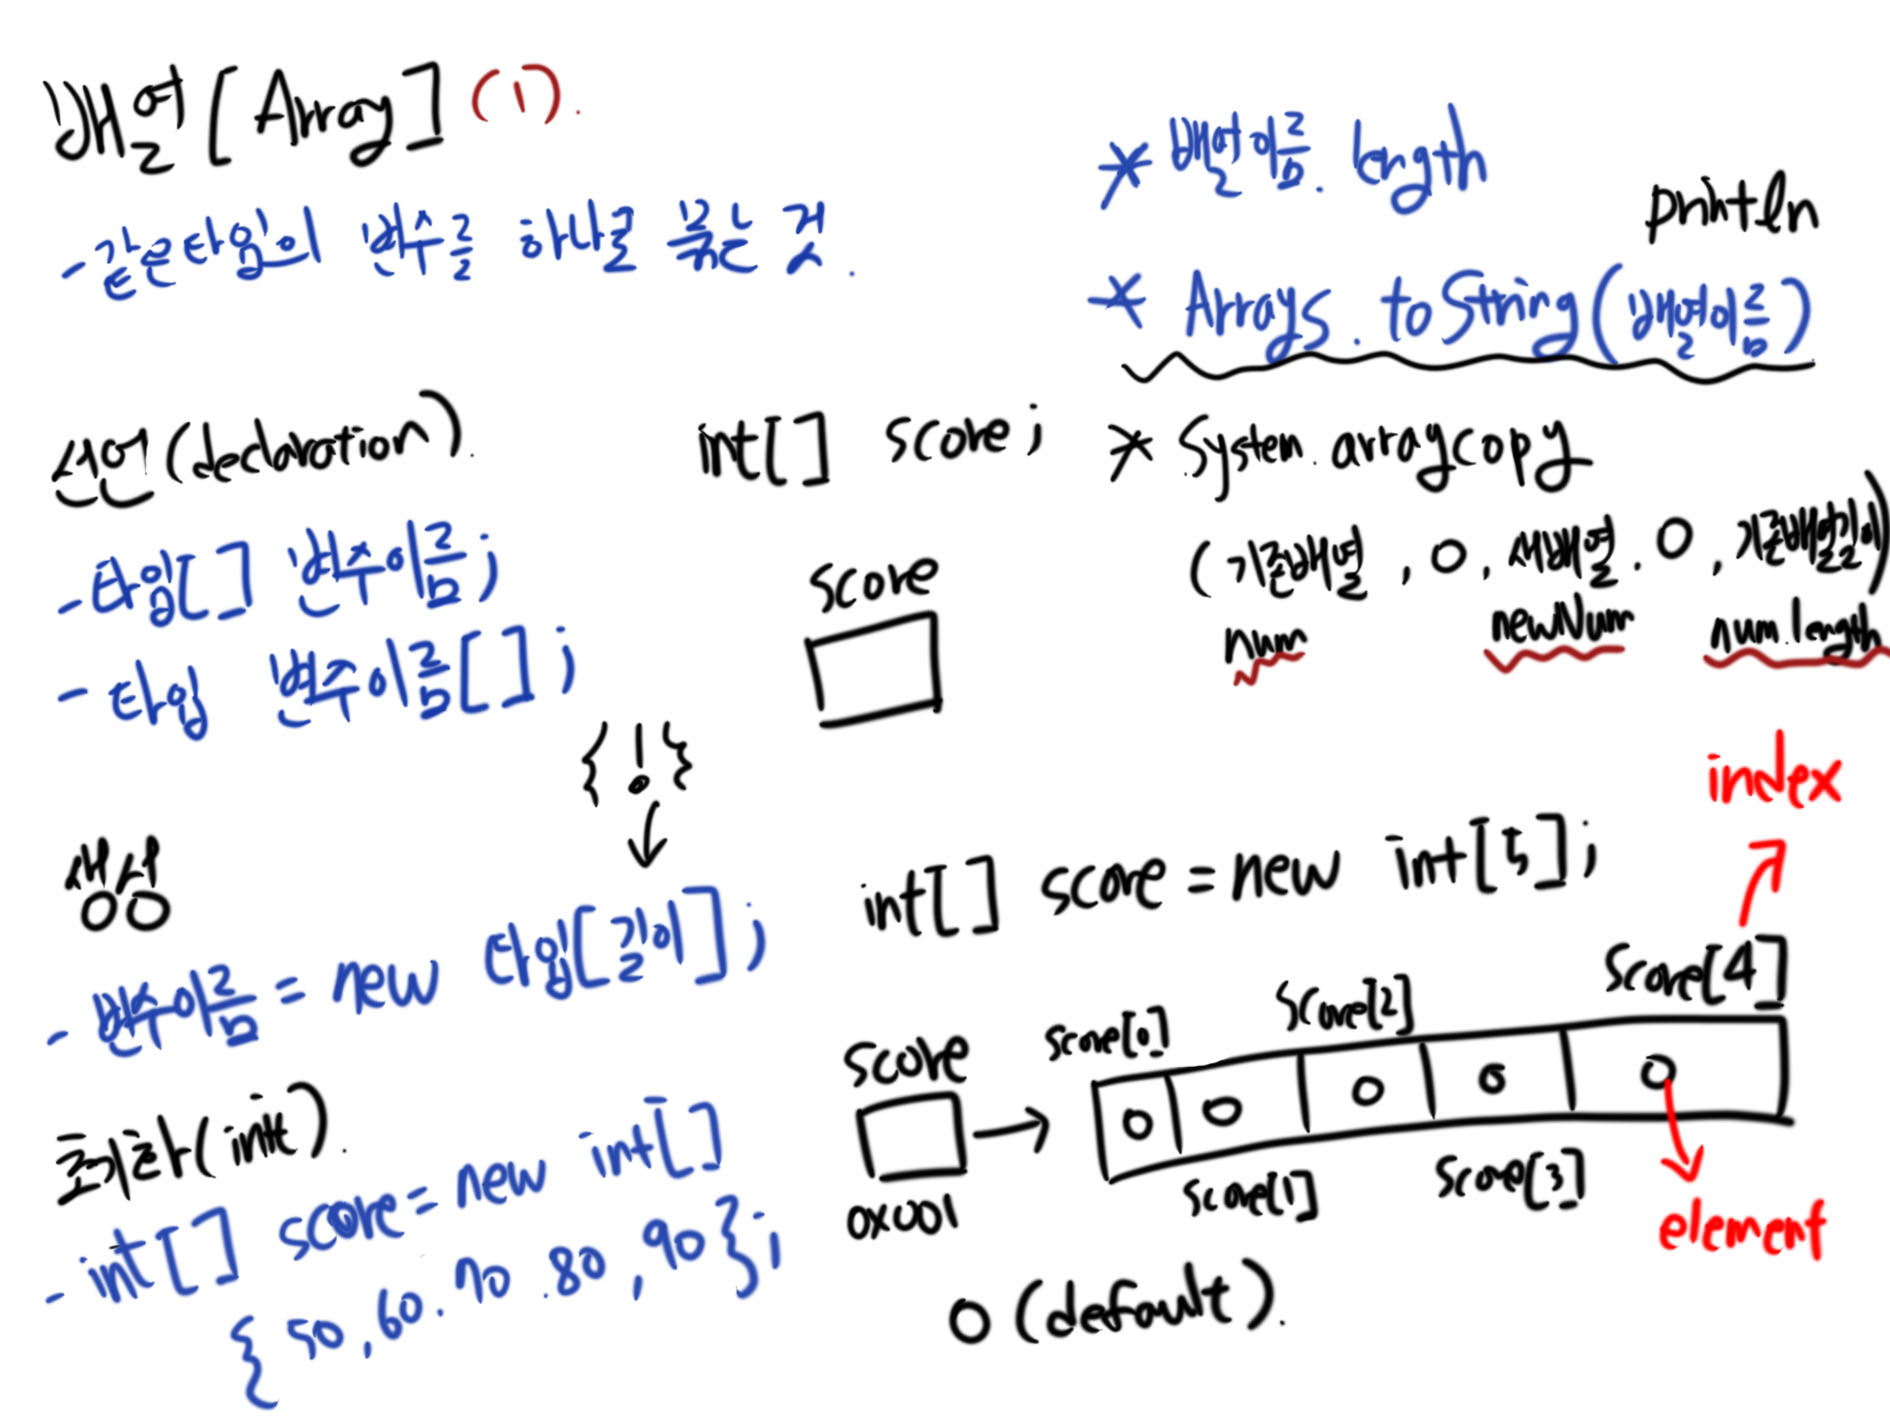 배열 [Array] (1).
- 같은 타입의 변수를 하나로 묶는 것.
선언 (declaration).
- 타입[] 변수이름;
- 타입 변수이름[];
{ ! }
생성
- 변수이름 = new 타입[길이];
초기화 (int).
- int[] score = new int[]
{ 50, 60, 70, 80, 90 };
int[] score;
score
int[] score = new int[5];
score
0x001
score[0]
score[2]
score[4]
0 0 0 0 0
score[1]
score[3]
index
element
0 (default).
* 배열이름.length
println
* Arrays.toString(배열이름)
* System.arraycopy
(기존배열, 0, 새배열, 0, 기존배열길이)
num newNum num.length